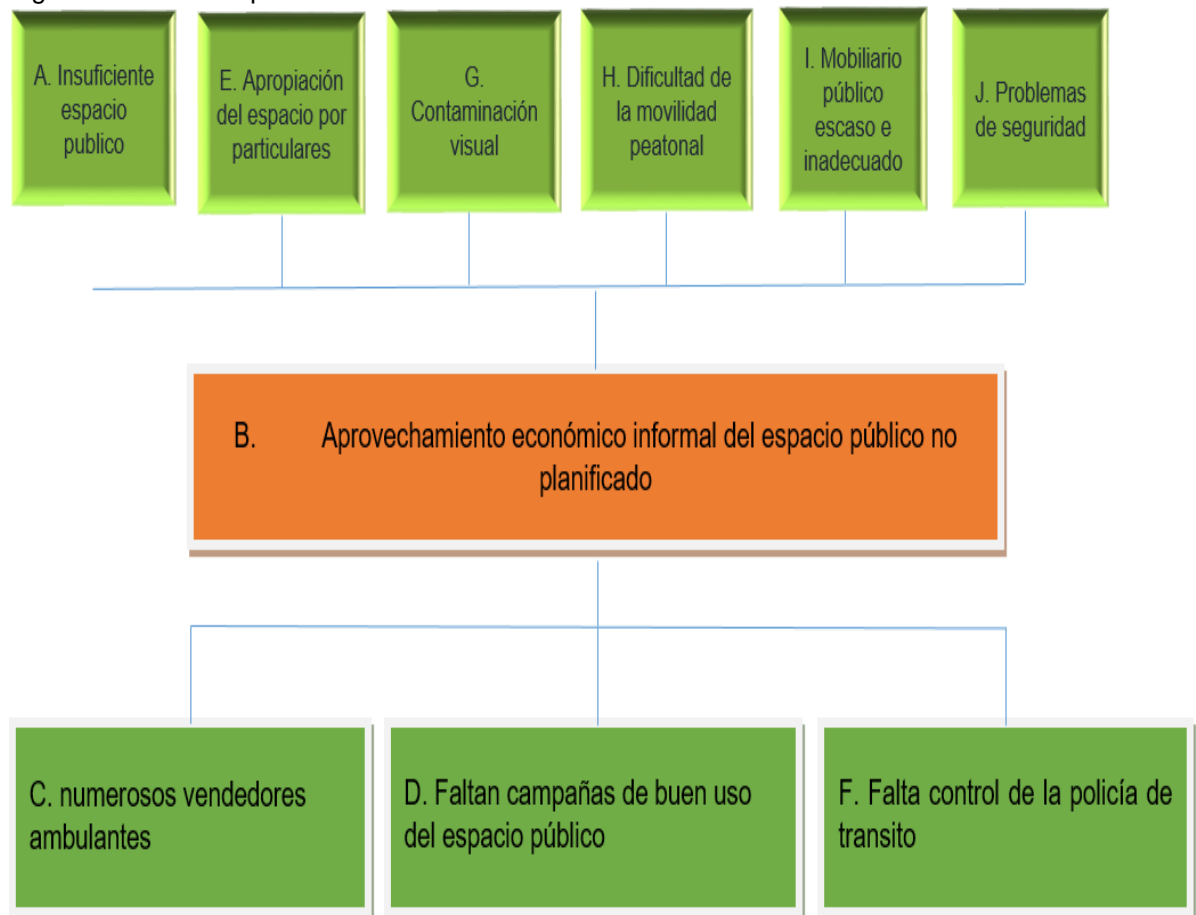 A. Insuficiente
espacio
publico
E. Apropiación
del espacio por
particulares
G.
Contaminación
visual
H. Dificultad de
la movilidad
peatonal
I. Mobiliario
público
escaso e
inadecuado
J. Problemas
de seguridad
B. Aprovechamiento económico informal del espacio público no
planificado
C. numerosos vendedores
ambulantes
D. Faltan campañas de buen uso
del espacio público
F. Falta control de la policía de
transito